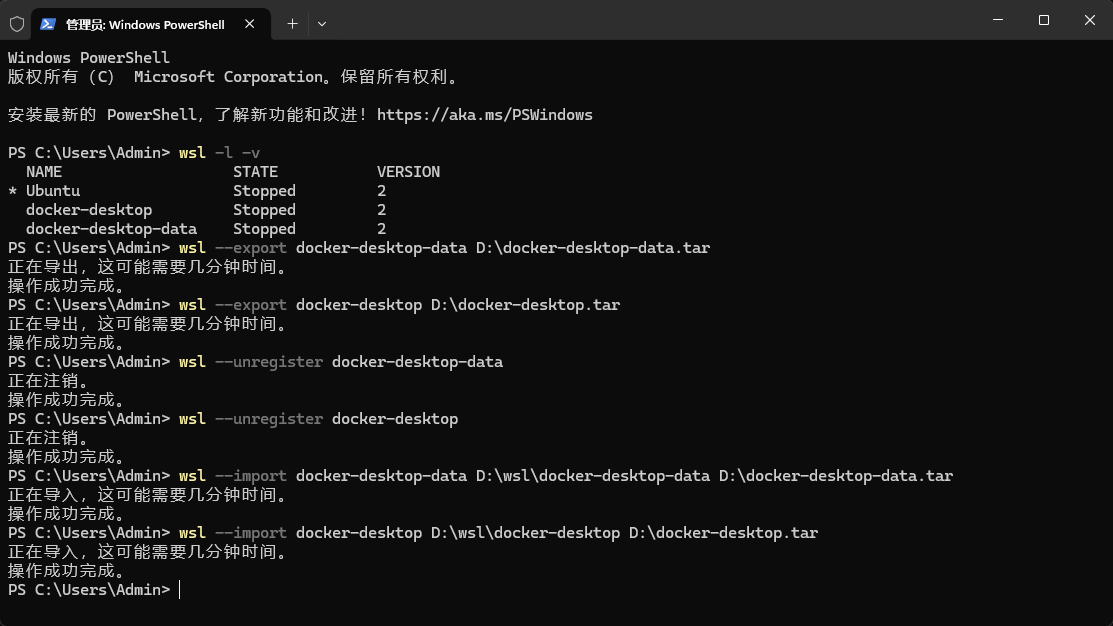 管理员: Windows PowerShell
Windows PowerShell
版权所有（C） Microsoft Corporation。保留所有权利。
安装最新的 PowerShell，了解新功能和改进！https://aka.ms/PSWindows
PS C:\Users\Admin> wsl -l -v
  NAME                   STATE           VERSION
* Ubuntu                 Stopped         2
  docker-desktop         Stopped         2
  docker-desktop-data    Stopped         2
PS C:\Users\Admin> wsl --export docker-desktop-data D:\docker-desktop-data.tar
正在导出，这可能需要几分钟时间。
操作成功完成。
PS C:\Users\Admin> wsl --export docker-desktop D:\docker-desktop.tar
正在导出，这可能需要几分钟时间。
操作成功完成。
PS C:\Users\Admin> wsl --unregister docker-desktop-data
正在注销。
操作成功完成。
PS C:\Users\Admin> wsl --unregister docker-desktop
正在注销。
操作成功完成。
PS C:\Users\Admin> wsl --import docker-desktop-data D:\wsl\docker-desktop-data D:\docker-desktop-data.tar
正在导入，这可能需要几分钟时间。
操作成功完成。
PS C:\Users\Admin> wsl --import docker-desktop D:\wsl\docker-desktop D:\docker-desktop.tar
正在导入，这可能需要几分钟时间。
操作成功完成。
PS C:\Users\Admin>